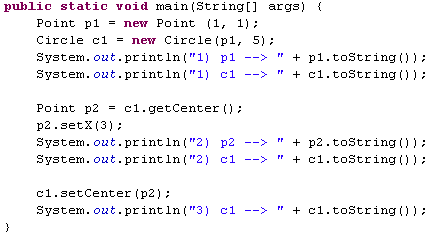 public static void main(String[] args) {
    Point p1 = new Point (1, 1);
    Circle c1 = new Circle(p1, 5);
    System.out.println("1) p1 --> " + p1.toString());
    System.out.println("1) c1 --> " + c1.toString());

    Point p2 = c1.getCenter();
    p2.setX(3);
    System.out.println("2) p2 --> " + p2.toString());
    System.out.println("2) c1 --> " + c1.toString());

    c1.setCenter(p2);
    System.out.println("3) c1 --> " + c1.toString());
}